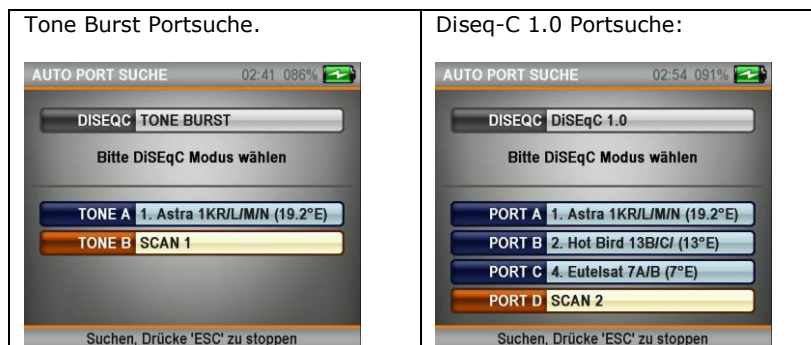 Tone Burst Portsuche.
AUTO PORT SUCHE 02:41 086%
DISEQC TONE BURST
Bitte DiSEqC Modus wählen
TONE A 1. Astra 1KR/L/M/N (19.2°E)
TONE B SCAN 1
Suchen, Drücke 'ESC' zu stoppen
Diseq-C 1.0 Portsuche:
AUTO PORT SUCHE 02:54 091%
DISEQC DiSEqC 1.0
Bitte DiSEqC Modus wählen
PORT A 1. Astra 1KR/L/M/N (19.2°E)
PORT B 2. Hot Bird 13B/C/ (13°E)
PORT C 4. Eutelsat 7A/B (7°E)
PORT D SCAN 2
Suchen, Drücke 'ESC' zu stoppen